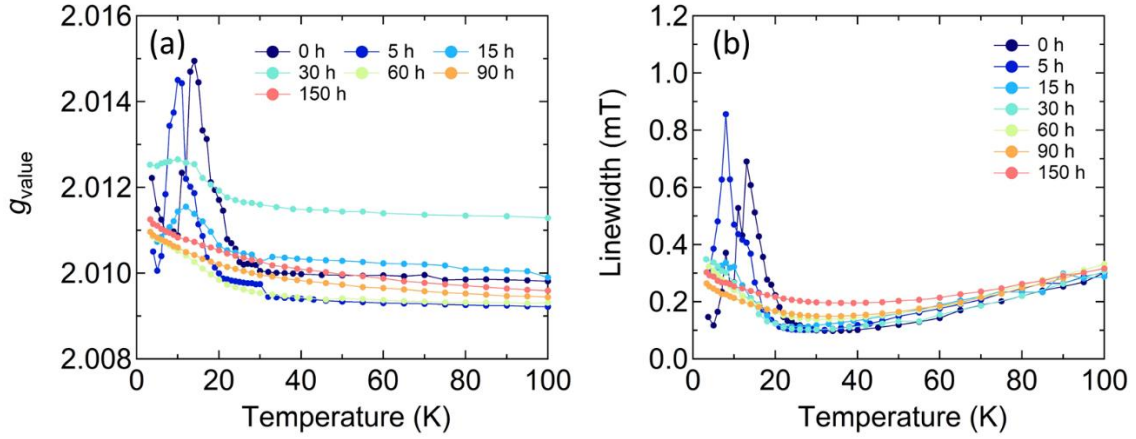 (a)
0 h 5 h 15 h
30 h 60 h 90 h
150 h
2.016
2.014
2.012
2.010
2.008
gvalue
0 20 40 60 80 100
Temperature (K)
(b)
0 h
5 h
15 h
30 h
60 h
90 h
150 h
1.2
1.0
0.8
0.6
0.4
0.2
0.0
Linewidth (mT)
0 20 40 60 80 100
Temperature (K)